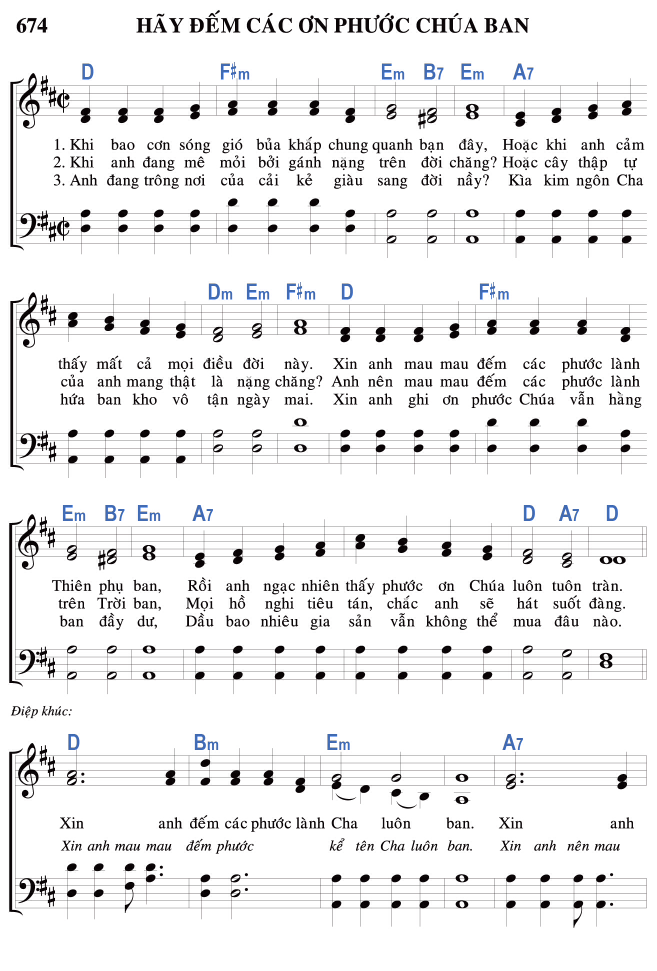 674 HÃY ĐẾM CÁC ƠN PHƯỚC CHÚA BAN
D F#m Em B7 Em A7
1. Khi bao cơn sóng gió bủa khắp chung quanh bạn đây, Hoặc khi anh cảm
2. Khi anh đang mê mỏi bởi gánh nặng trên đời chăng? Hoặc cây thập tự
3. Anh đang trông nơi của cải kẻ giàu sang đời nầy? Kìa kim ngôn Cha
Dm Em F#m D F#m
thấy mất cả mọi điều đời này. Xin anh mau mau đếm các phước lành
của anh mang thật là nặng chăng? Anh nên mau mau đếm các phước lành
hứa ban kho vô tận ngày mai. Xin anh ghi ơn phước Chúa vẫn hằng
Em B7 Em A7 D A7 D
Thiên phụ ban, Rồi anh ngạc nhiên thấy phước ơn Chúa luôn tuôn tràn.
trên Trời ban, Mọi hồ nghi tiêu tán, chắc anh sẽ hát suốt đàng.
ban đầy dư, Dầu bao nhiêu gia sản vẫn không thể mua đâu nào.
Điệp khúc:
D Bm Em A7
Xin anh đếm các phước lành Cha luôn ban. Xin anh
Xin anh mau mau đếm phước kể tên Cha luôn ban. Xin anh nên mau